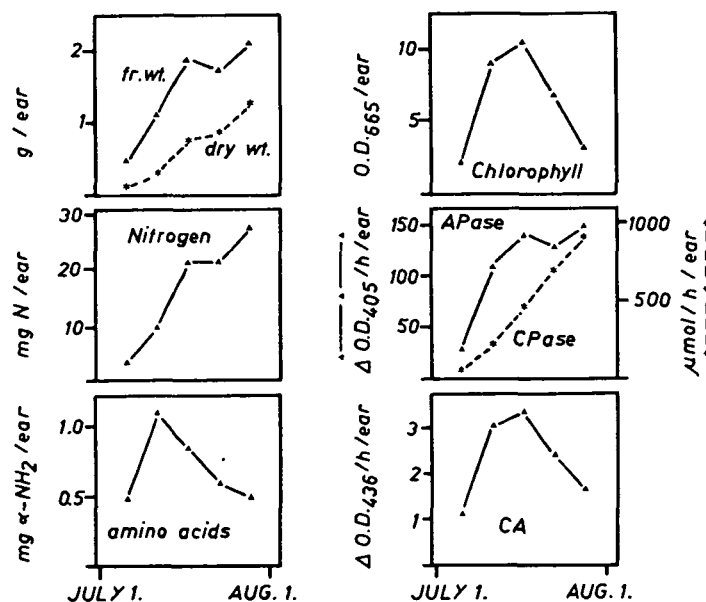 g/ear
2
1
fr.wt.
dry wt.
O.D.665/ear
10
5
0
Chlorophyll
mg N/ear
30
20
10
Nitrogen
Δ O.D.405/h/ear
150
100
50
APase
CPase
1000
500
μmol/h/ear
mg α-NH2/ear
1.0
0.5
amino acids
Δ O.D.436/h/ear
3
2
1
CA
JULY 1. AUG. 1.
JULY 1. AUG. 1.